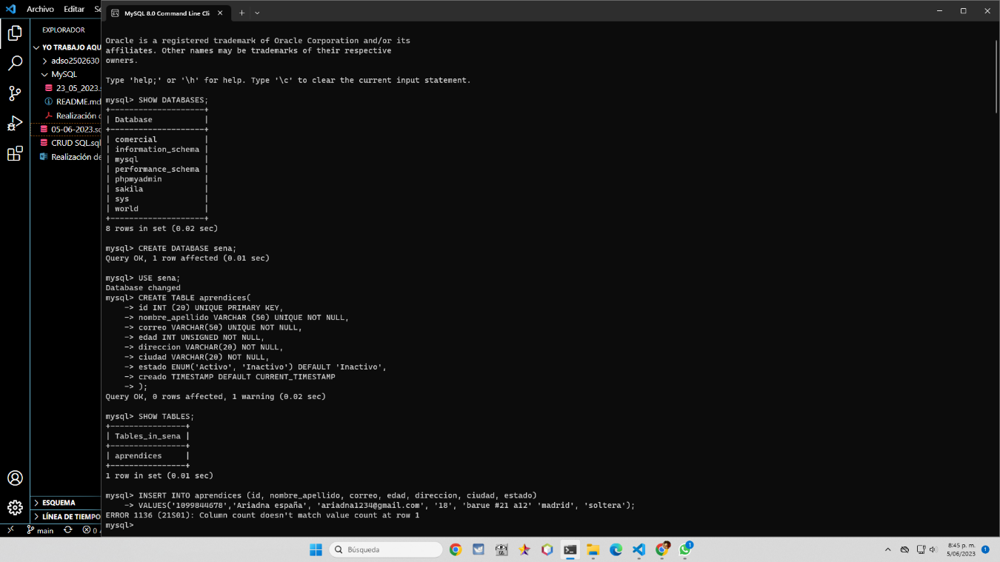 Archivo Editar
MySQL 8.0 Command Line Cli
EXPLORADOR
YO TRABAJO AQU
adso2502630
MySQL
23_05_2023.
README.md
Realización
05-06-2023.sq
CRUD SQL.sql
Realización de
ESQUEMA
LÍNEA DE TIEMPO
main
0
Oracle is a registered trademark of Oracle Corporation and/or its
affiliates. Other names may be trademarks of their respective
owners.
Type 'help;' or '\h' for help. Type '\c' to clear the current input statement.
mysql> SHOW DATABASES;
+--------------------+
| Database           |
+--------------------+
| comercial          |
| information_schema |
| mysql              |
| performance_schema |
| phpmyadmin         |
| sakila             |
| sys                |
| world              |
+--------------------+
8 rows in set (0.02 sec)
mysql> CREATE DATABASE sena;
Query OK, 1 row affected (0.01 sec)
mysql> USE sena;
Database changed
mysql> CREATE TABLE aprendices(
    -> id INT (20) UNIQUE PRIMARY KEY,
    -> nombre_apellido VARCHAR (50) UNIQUE NOT NULL,
    -> correo VARCHAR(50) UNIQUE NOT NULL,
    -> edad INT UNSIGNED NOT NULL,
    -> direccion VARCHAR(20) NOT NULL,
    -> ciudad VARCHAR(20) NOT NULL,
    -> estado ENUM('Activo', 'Inactivo') DEFAULT 'Inactivo',
    -> creado TIMESTAMP DEFAULT CURRENT_TIMESTAMP
    -> );
Query OK, 0 rows affected, 1 warning (0.02 sec)
mysql> SHOW TABLES;
+----------------+
| Tables_in_sena |
+----------------+
| aprendices     |
+----------------+
1 row in set (0.01 sec)
mysql> INSERT INTO aprendices (id, nombre_apellido, correo, edad, direccion, ciudad, estado)
    -> VALUES('1099844678','Ariadna españa', 'ariadna1234@gmail.com', '18', 'barue #21 a12' 'madrid', 'soltera');
ERROR 1136 (21S01): Column count doesn't match value count at row 1
mysql>
Búsqueda
1
8:45 p. m.
5/06/2023
1